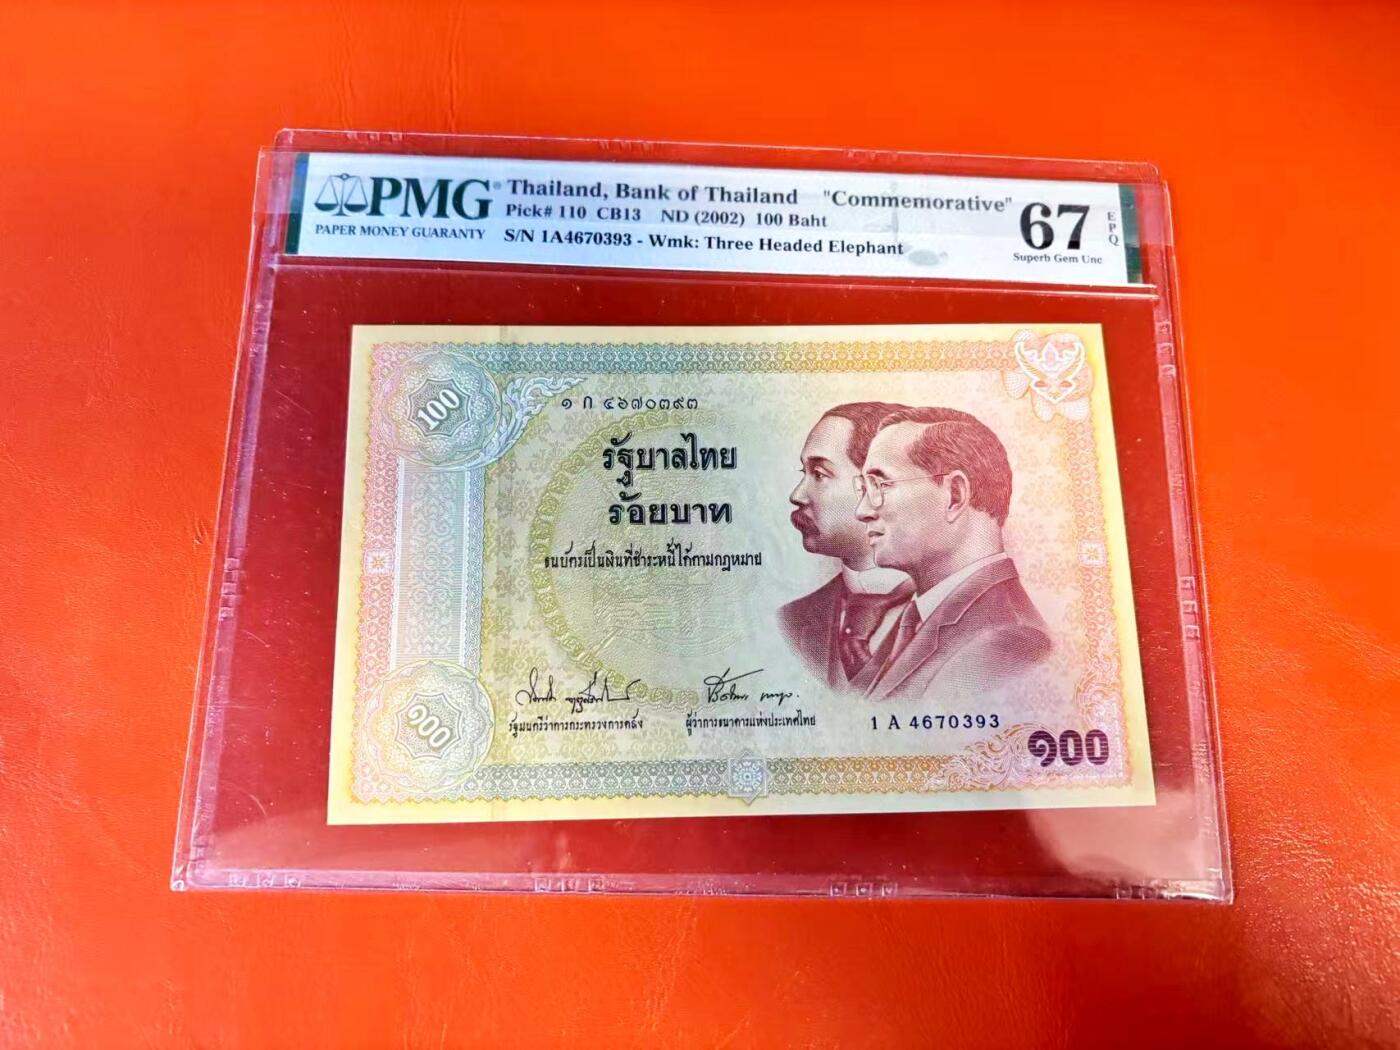 PMG® Thailand, Bank of Thailand "Commemorative"
PAPER MONEY GUARANTY
Pick# 110 CB13 ND (2002) 100 Baht
S/N 1A4670393 - Wmk: Three Headed Elephant
67 EPQ
Superb Gem Unc
100
๑ ก ๔๖๗๐๓๙๓
รัฐบาลไทย
ร้อยบาท
ธนบัตรเป็นเงินที่ชำระหนี้ได้ตามกฎหมาย
รัฐมนตรีว่าการกระทรวงการคลัง
ผู้ว่าการธนาคารแห่งประเทศไทย
1 A 4670393
๑๐๐
๑๐๐